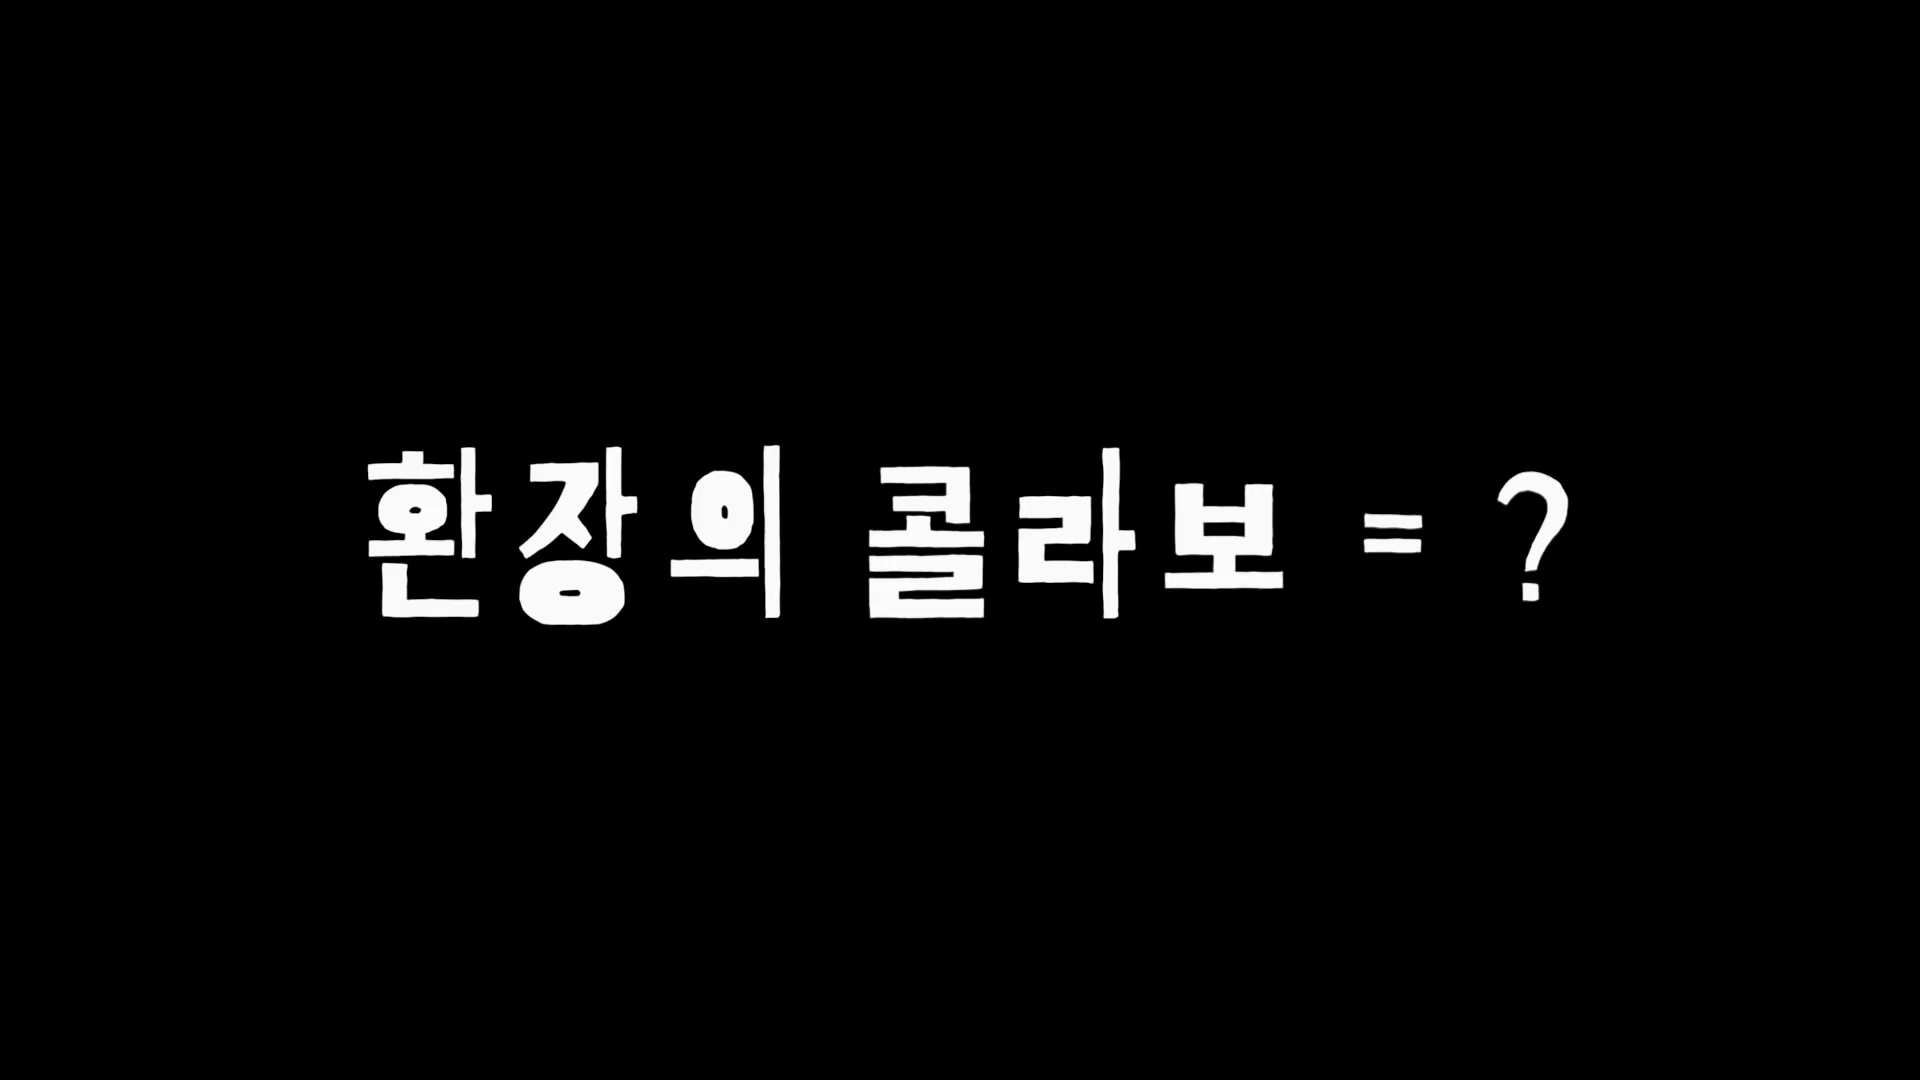 환장의 콜라보 = ?